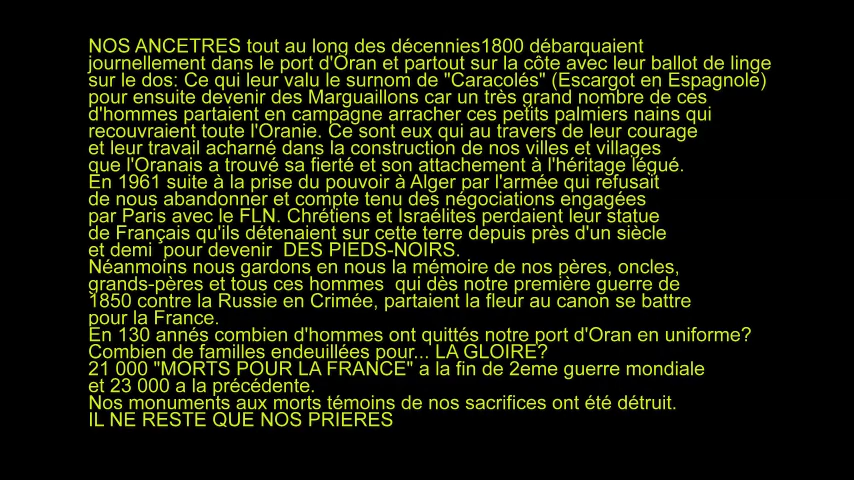 NOS ANCETRES tout au long des décennies1800 débarquaient
journellement dans le port d'Oran et partout sur la côte avec leur ballot de linge
sur le dos: Ce qui leur valu le surnom de "Caracolés" (Escargot en Espagnole)
pour ensuite devenir des Marguaillons car un très grand nombre de ces
d'hommes partaient en campagne arracher ces petits palmiers nains qui
recouvraient toute l'Oranie. Ce sont eux qui au travers de leur courage
et leur travail acharné dans la construction de nos villes et villages
que l'Oranais a trouvé sa fierté et son attachement à l'héritage légué.
En 1961 suite à la prise du pouvoir à Alger par l'armée qui refusait
de nous abandonner et compte tenu des négociations engagées
par Paris avec le FLN. Chrétiens et Israélites perdaient leur statue
de Français qu'ils détenaient sur cette terre depuis près d'un siècle
et demi pour devenir DES PIEDS-NOIRS.
Néanmoins nous gardons en nous la mémoire de nos pères, oncles,
grands-pères et tous ces hommes qui dès notre première guerre de
1850 contre la Russie en Crimée, partaient la fleur au canon se battre
pour la France.
En 130 annés combien d'hommes ont quittés notre port d'Oran en uniforme?
Combien de familles endeuillées pour... LA GLOIRE?
21 000 "MORTS POUR LA FRANCE" a la fin de 2eme guerre mondiale
et 23 000 a la précédente.
Nos monuments aux morts témoins de nos sacrifices ont été détruit.
IL NE RESTE QUE NOS PRIERES